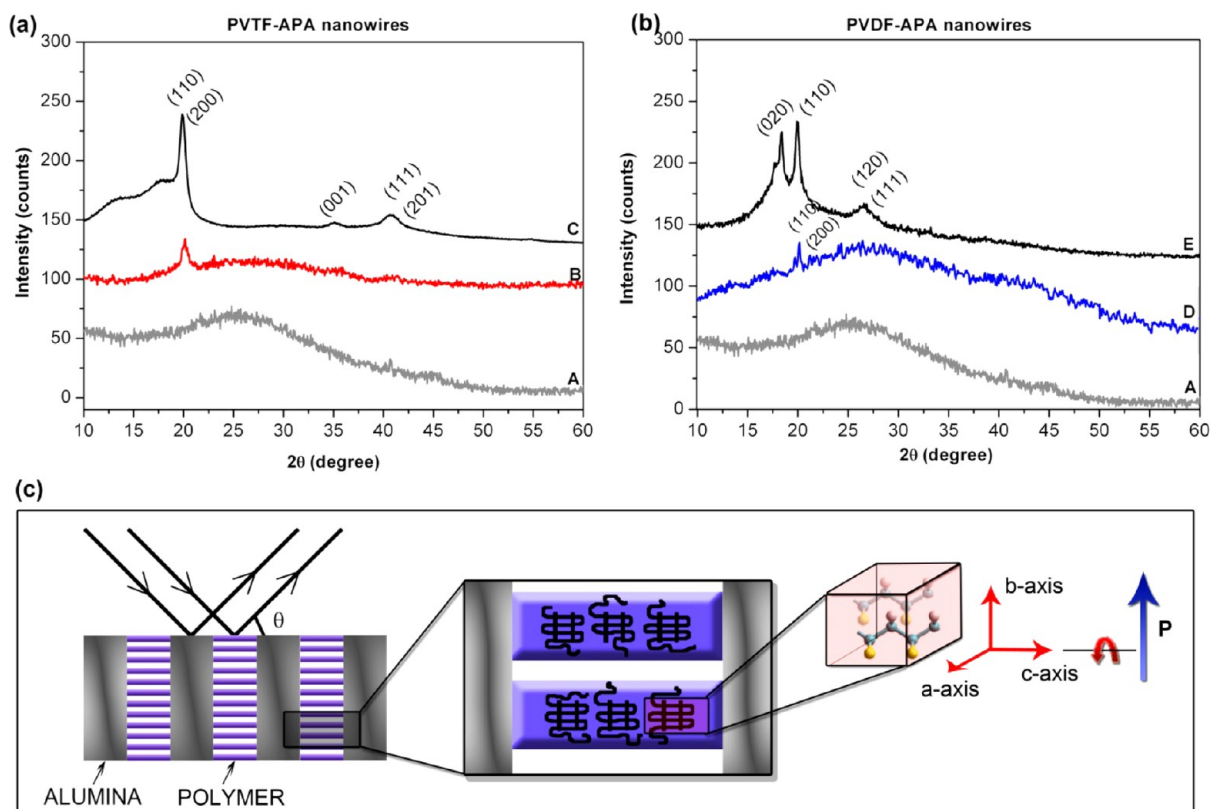 (a)
PVTF-APA nanowires
300
250
200
150
100
50
0
Intensity (counts)
(110)
(200)
(001)
(111)
(201)
C
B
A
10 15 20 25 30 35 40 45 50 55 60
2θ (degree)
(b)
PVDF-APA nanowires
300
250
200
150
100
50
0
Intensity (counts)
(020)
(110)
(120)
(111)
(110)
(200)
E
D
A
10 15 20 25 30 35 40 45 50 55 60
2θ (degree)
(c)
θ
ALUMINA
POLYMER
b-axis
a-axis
c-axis
P